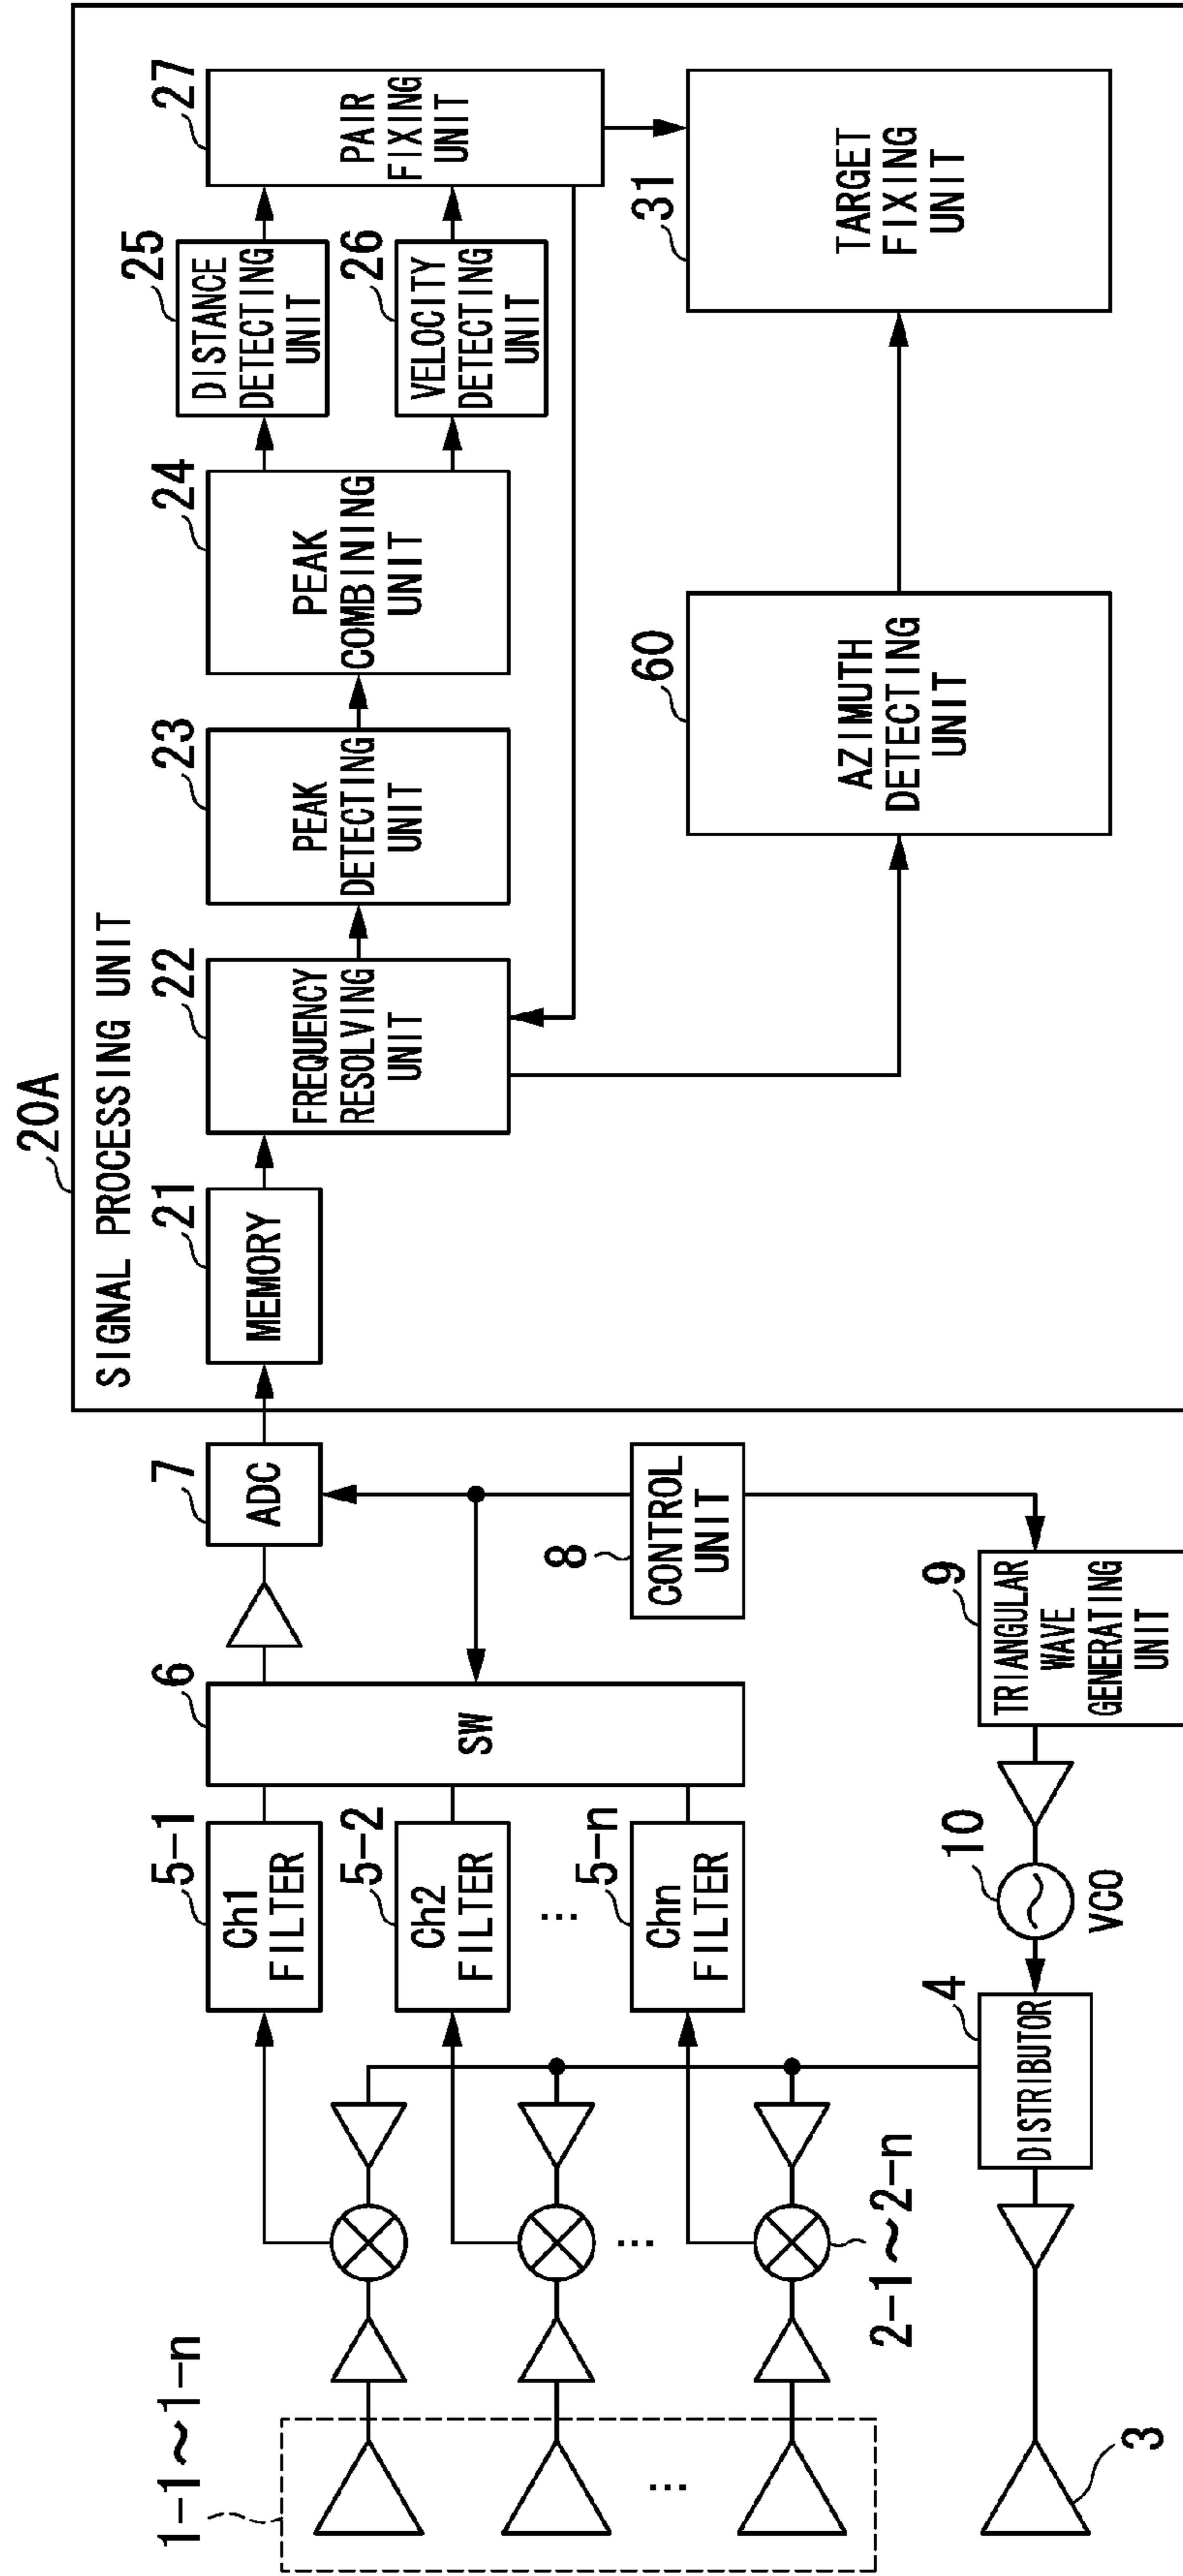 20A
SIGNAL PROCESSING UNIT
1-1~1-n
2-1~2-n
3
DISTRIBUTOR
4
5-1
Ch1
FILTER
5-2
Ch2
FILTER
...
5-n
Chn
FILTER
...
...
6
SW
7
ADC
8
CONTROL
UNIT
9
TRIANGULAR
WAVE
GENERATING
UNIT
10
VCO
21
MEMORY
22
FREQUENCY
RESOLVING
UNIT
23
PEAK
DETECTING
UNIT
24
PEAK
COMBINING
UNIT
25
DISTANCE
DETECTING
UNIT
26
VELOCITY
DETECTING
UNIT
27
PAIR
FIXING
UNIT
60
AZIMUTH
DETECTING
UNIT
31
TARGET
FIXING
UNIT